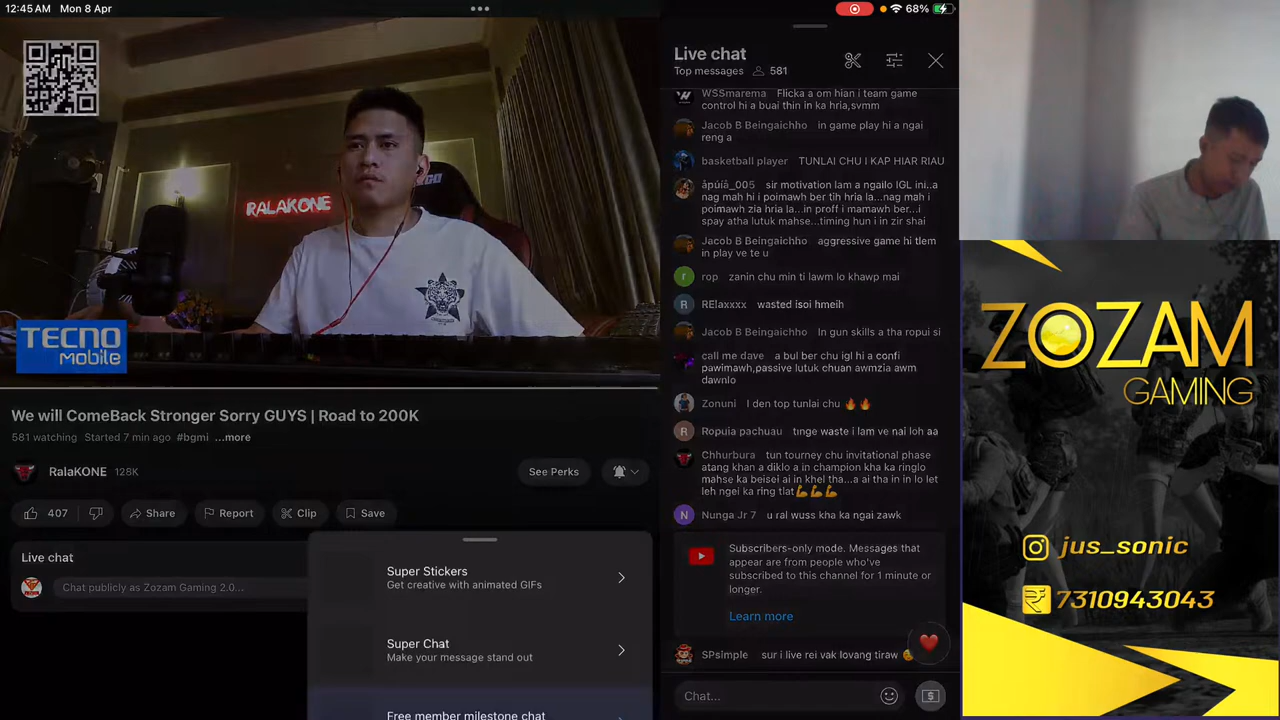 12:45 AM Mon 8 Apr
68%
RALAKONE
TECNO
mobile
We will ComeBack Stronger Sorry GUYS | Road to 200K
581 watching Started 7 min ago #bgmi ...more
RalaKONE 128K
See Perks
407
Share
Report
Clip
Save
Live chat
Chat publicly as Zozam Gaming 2.0...
Super Stickers
Get creative with animated GIFs
Super Chat
Make your message stand out
Free member milestone chat
Live chat
Top messages 581
WSSmarema Flicka a om hian i team game
control hi a buai thin in ka hria,svmm
Jacob B Beingaichho in game play hi a ngai
reng a
basketball player TUNLAI CHU I KAP HIAR RIAU
åpúíå_005 sir motivation lam a ngailo IGL ini..a
nag mah hi i poimawh ber tih hria la...nag mah i
poimawh zia hria la...in proff i mamawh ber...i
spay atha lutuk mahse...timing hun i in zir shai
Jacob B Beingaichho aggressive game hi tlem
in play ve te u
r rop zanin chu min ti lawm lo khawp mai
R RElaxxxx wasted isoi hmeih
Jacob B Beingaichho In gun skills a tha ropui si
call me dave a bul ber chu igl hi a confi
pawimawh,passive lutuk chuan awmzia awm
dawnlo
Zonuni I den top tunlai chu 🔥🔥
R Ropuia pachuau tınge waste i lam ve nai loh aa
Chhurbura tun tourney chu invitational phase
atang khan a diklo a in champion kha ka ringlo
mahse ka beisei ai in khel tha...a ai tha in in lo let
leh ngei ka ring tlat💪💪💪
N Nunga Jr 7 u ral wuss kha ka ngai zawk
Subscribers-only mode. Messages that
appear are from people who've
subscribed to this channel for 1 minute or
longer.
Learn more
SPsimple sur i live rei vak lovang tiraw
Chat...
ZOZAM
GAMING
jus_sonic
₹ 7310943043